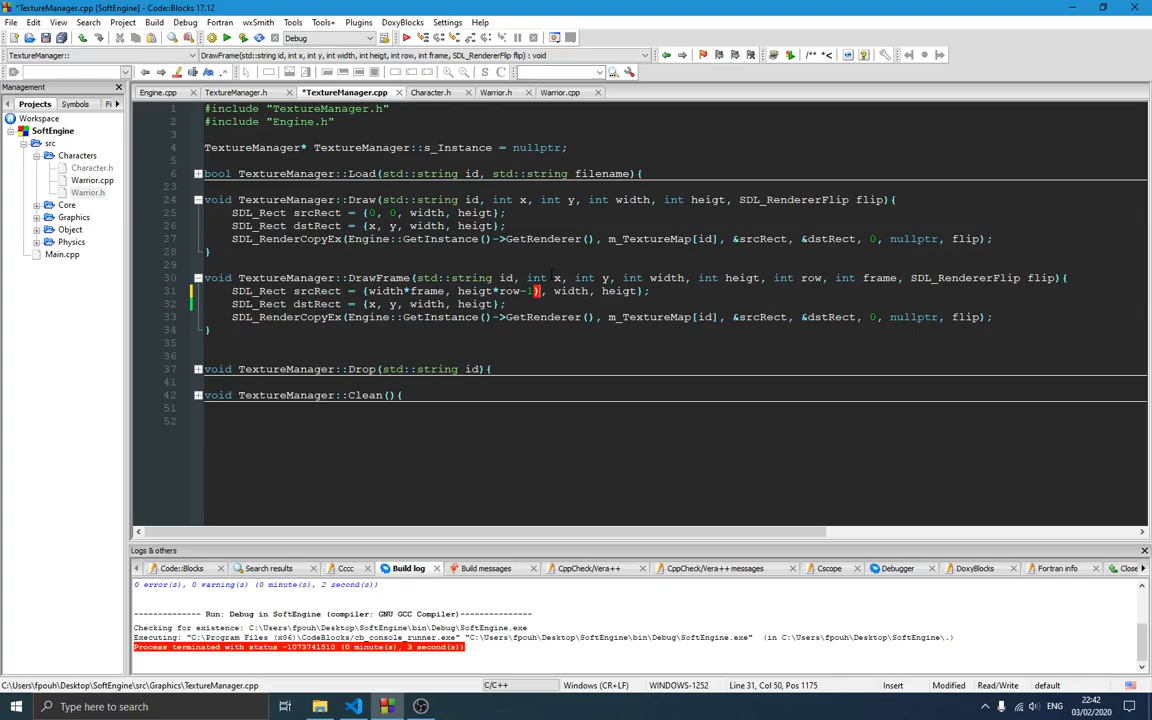 *TextureManager.cpp [SoftEngine] - Code::Blocks 17.12
File Edit View Search Project Build Debug Fortran wxSmith Tools Tools+ Plugins DoxyBlocks Settings Help
Debug
TextureManager:: DrawFrame(std::string id, int x, int y, int width, int heigt, int row, int frame, SDL_RendererFlip flip) : void
/** *<
S C
Management
Engine.cpp TextureManager.h *TextureManager.cpp Character.h Warrior.h Warrior.cpp
Projects Symbols Fi
Workspace
SoftEngine
src
Characters
Character.h
Warrior.cpp
Warrior.h
Core
Graphics
Object
Physics
Main.cpp
1 #include "TextureManager.h"
2 #include "Engine.h"
3
4 TextureManager* TextureManager::s_Instance = nullptr;
5
6 bool TextureManager::Load(std::string id, std::string filename){
23
24 void TextureManager::Draw(std::string id, int x, int y, int width, int heigt, SDL_RendererFlip flip){
25 SDL_Rect srcRect = {0, 0, width, heigt};
26 SDL_Rect dstRect = {x, y, width, heigt};
27 SDL_RenderCopyEx(Engine::GetInstance()->GetRenderer(), m_TextureMap[id], &srcRect, &dstRect, 0, nullptr, flip);
28 }
29
30 void TextureManager::DrawFrame(std::string id, int x, int y, int width, int heigt, int row, int frame, SDL_RendererFlip flip){
31 SDL_Rect srcRect = {width*frame, heigt*row-1), width, heigt};
32 SDL_Rect dstRect = {x, y, width, heigt};
33 SDL_RenderCopyEx(Engine::GetInstance()->GetRenderer(), m_TextureMap[id], &srcRect, &dstRect, 0, nullptr, flip);
34 }
35
36
37 void TextureManager::Drop(std::string id){
41
42 void TextureManager::Clean(){
51
52
Logs & others
Code::Blocks Search results Cccc Build log Build messages CppCheck/Vera++ CppCheck/Vera++ messages Cscope Debugger DoxyBlocks Fortran info Close
0 error(s), 0 warning(s) (0 minute(s), 2 second(s))
-------------- Run: Debug in SoftEngine (compiler: GNU GCC Compiler)---------------
Checking for existence: C:\Users\fpouh\Desktop\SoftEngine\bin\Debug\SoftEngine.exe
Executing: "C:\Program Files (x86)\CodeBlocks/cb_console_runner.exe" "C:\Users\fpouh\Desktop\SoftEngine\bin\Debug\SoftEngine.exe" (in C:\Users\fpouh\Desktop\SoftEngine\.)
Process terminated with status -1073741510 (0 minute(s), 3 second(s))
C:\Users\fpouh\Desktop\SoftEngine\src\Graphics\TextureManager.cpp C/C++ Windows (CR+LF) WINDOWS-1252 Line 31, Col 50, Pos 1175 Insert Modified Read/Write default
Type here to search
ENG
22:42
03/02/2020